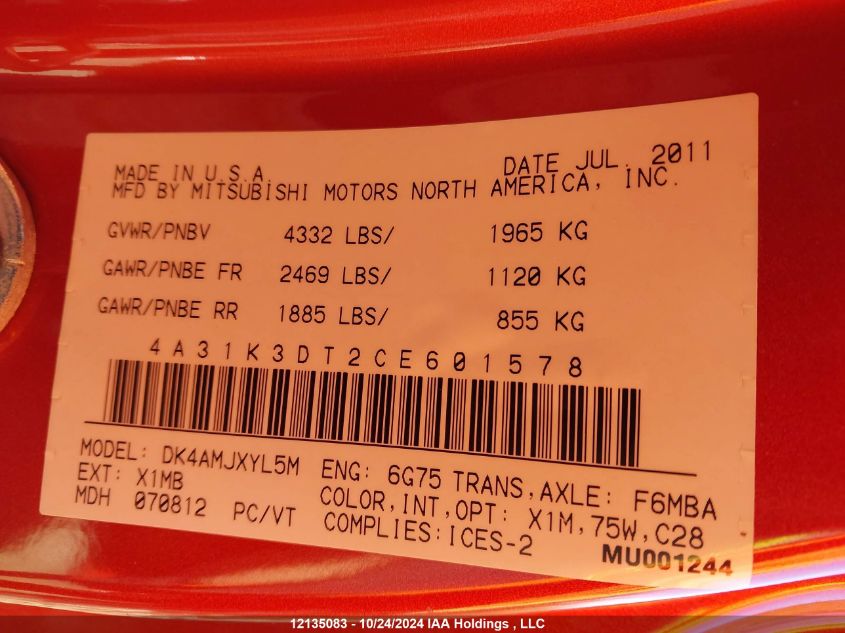 MADE IN U.S.A. DATE JUL. 2011
MFD BY MITSUBISHI MOTORS NORTH AMERICA, INC.
GVWR/PNBV 4332 LBS/ 1965 KG
GAWR/PNBE FR 2469 LBS/ 1120 KG
GAWR/PNBE RR 1885 LBS/ 855 KG
4A31K3DT2CE601578
MODEL: DK4AMJXYL5M ENG: 6G75 TRANS,AXLE: F6MBA
EXT: X1MB COLOR,INT,OPT: X1M,75W,C28
MDH 070812 PC/VT COMPLIES:ICES-2
MU001244
12135083 - 10/24/2024 IAA Holdings , LLC